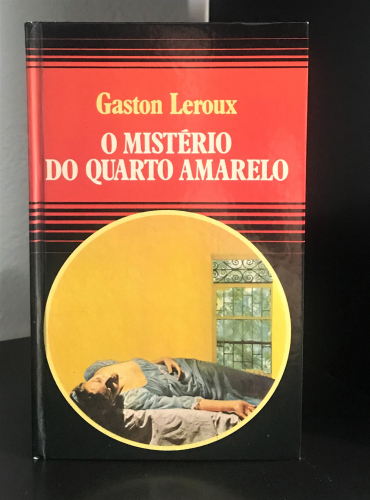 Gaston Leroux
O MISTÉRIO
DO QUARTO AMARELO